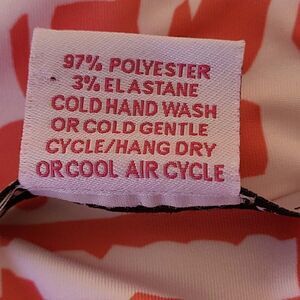 97% POLYESTER
3% ELASTANE
COLD HAND WASH
OR COLD GENTLE
CYCLE/HANG DRY
OR COOL AIR CYCLE